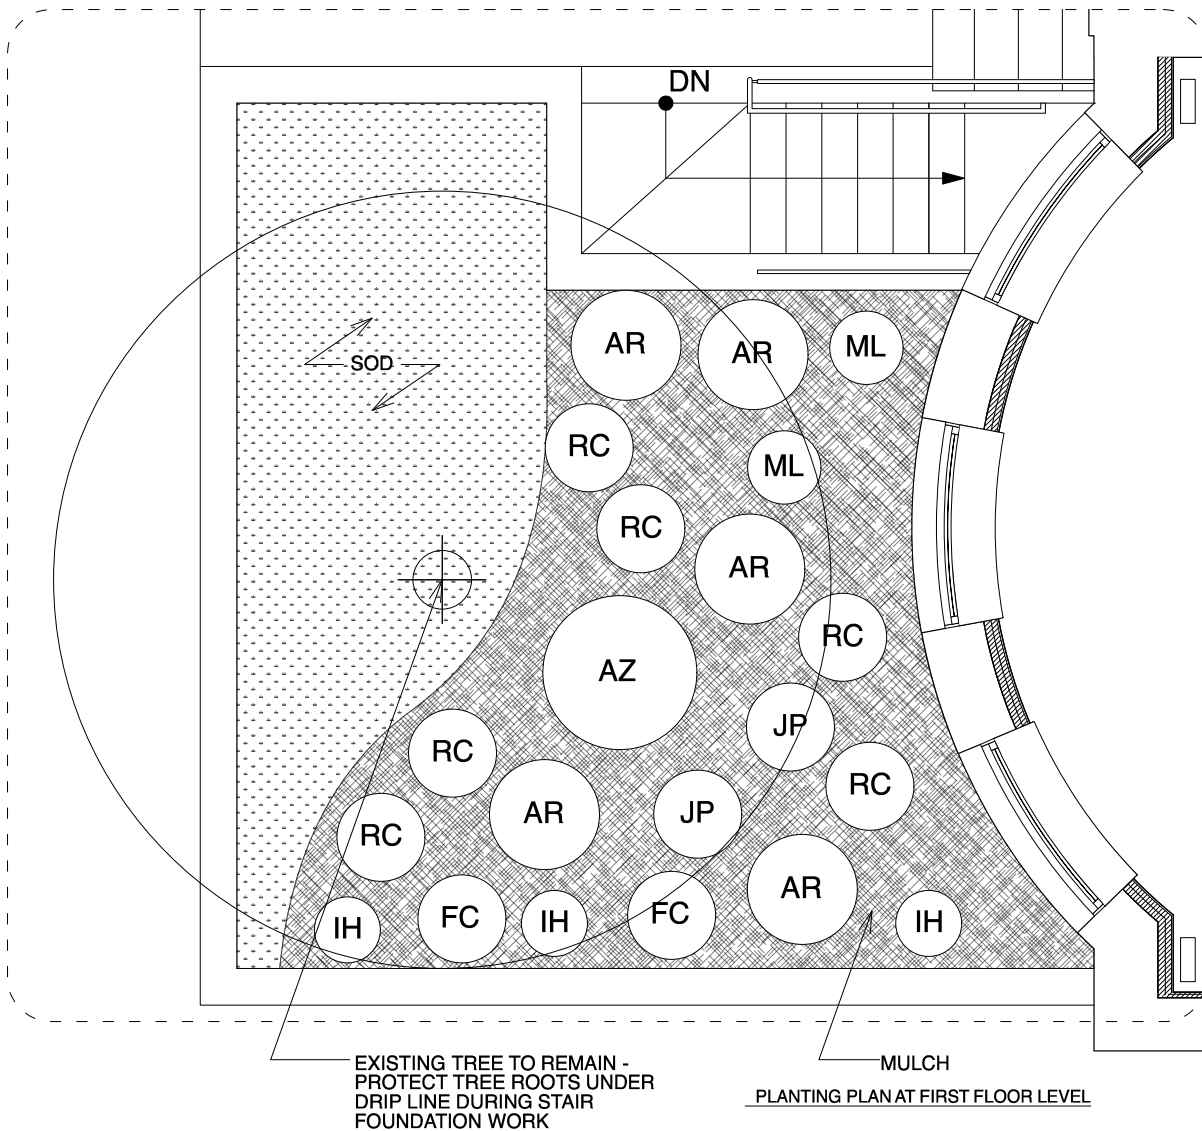 DN
AR
AR
ML
SOD
RC
ML
RC
AR
RC
AZ
JP
RC
RC
AR
JP
RC
AR
IH
FC
IH
FC
IH
EXISTING TREE TO REMAIN -
PROTECT TREE ROOTS UNDER
DRIP LINE DURING STAIR
FOUNDATION WORK
MULCH
PLANTING PLAN AT FIRST FLOOR LEVEL